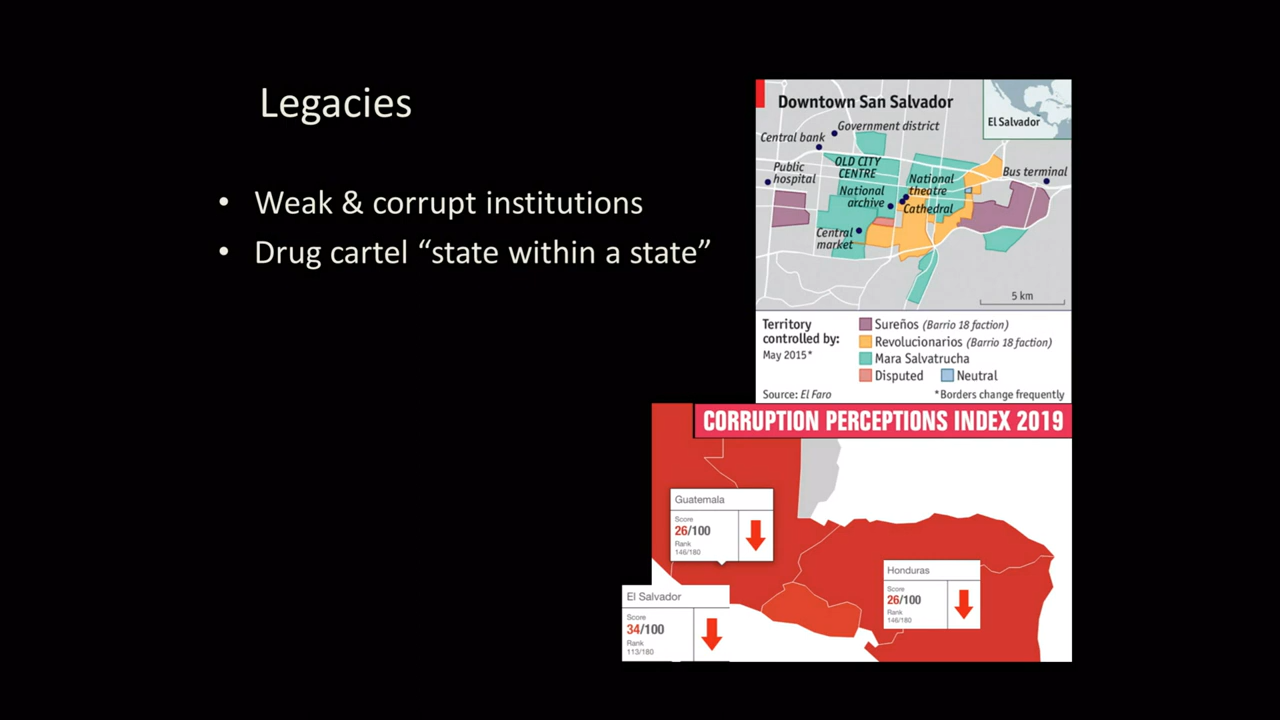 Legacies
• Weak & corrupt institutions
• Drug cartel “state within a state”
Downtown San Salvador
El Salvador
Government district
Central bank
OLD CITY
CENTRE
Public
hospital
National
theatre
Bus terminal
National
archive
Cathedral
Central
market
5 km
Territory
controlled by:
May 2015*
Sureños (Barrio 18 faction)
Revolucionarios (Barrio 18 faction)
Mara Salvatrucha
Disputed
Neutral
Source: El Faro
*Borders change frequently
CORRUPTION PERCEPTIONS INDEX 2019
Guatemala
Score
26/100
Rank
146/180
Honduras
Score
26/100
Rank
146/180
El Salvador
Score
34/100
Rank
113/180